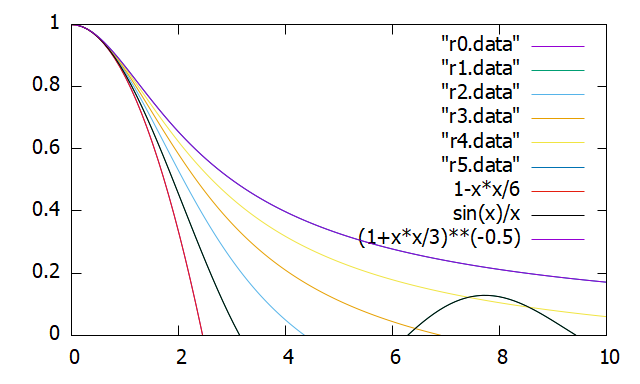 1
0.8
0.6
0.4
0.2
0
0 2 4 6 8 10
"r0.data"
"r1.data"
"r2.data"
"r3.data"
"r4.data"
"r5.data"
1-x*x/6
sin(x)/x
(1+x*x/3)**(-0.5)